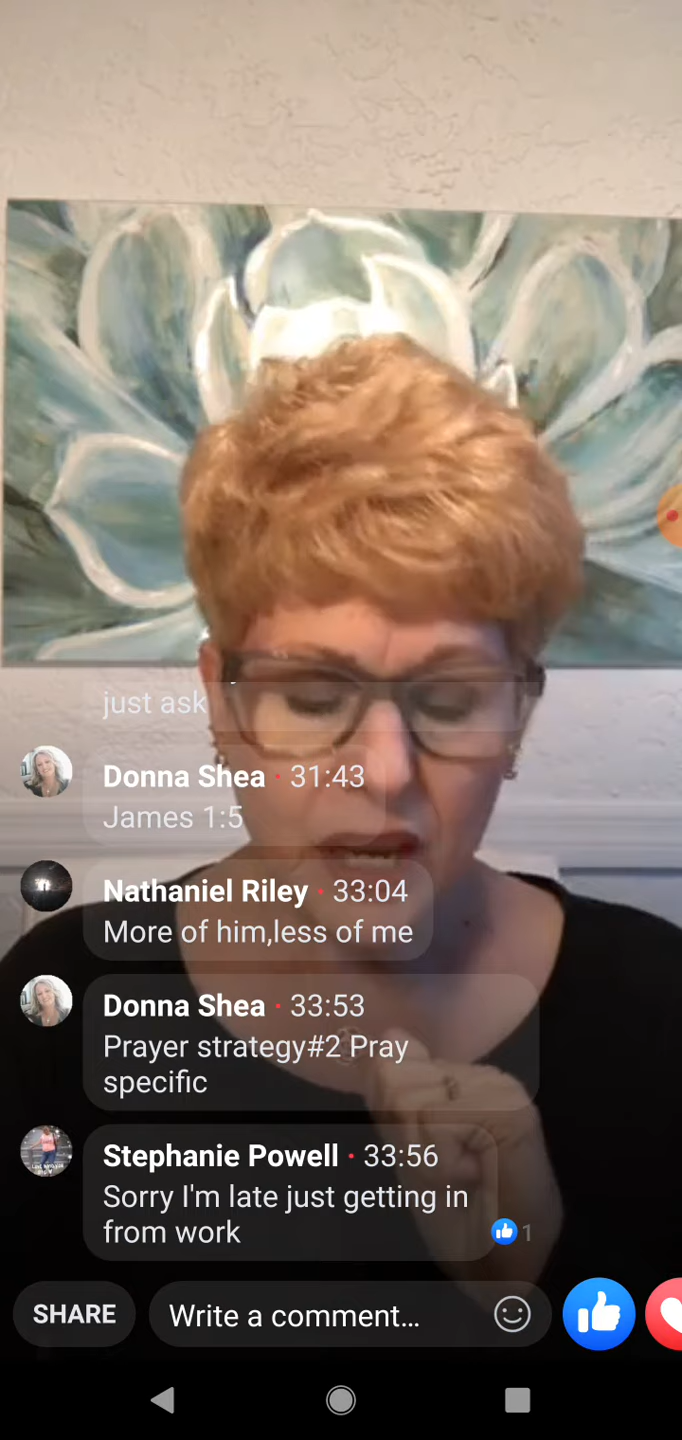 just ask
Donna Shea · 31:43
James 1:5
Nathaniel Riley · 33:04
More of him,less of me
Donna Shea · 33:53
Prayer strategy#2 Pray
specific
Stephanie Powell · 33:56
Sorry I'm late just getting in
from work
1
SHARE
Write a comment...